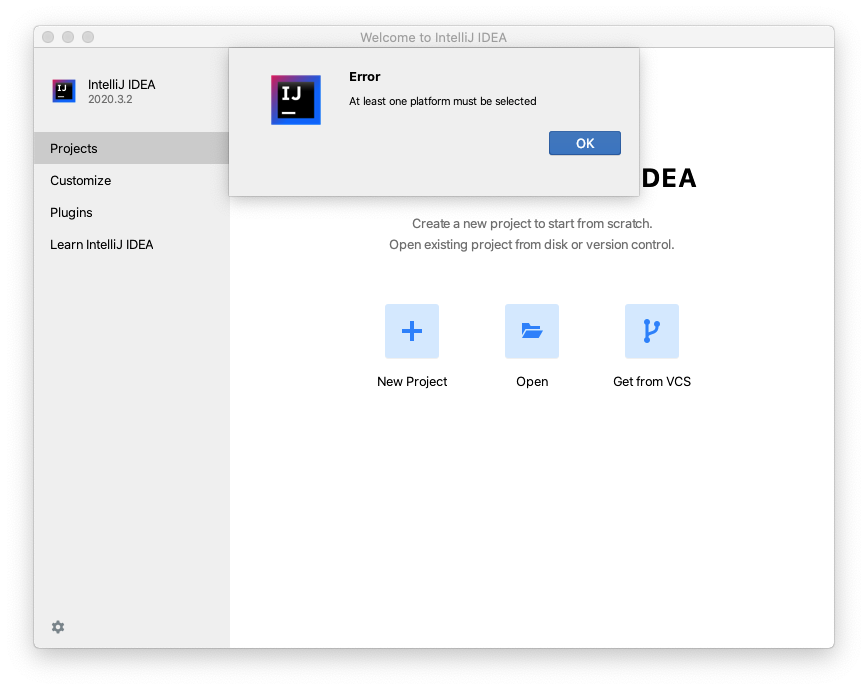 Welcome to IntelliJ IDEA
IJ
IntelliJ IDEA
2020.3.2
Projects
Customize
Plugins
Learn IntelliJ IDEA
IJ
Error
At least one platform must be selected
OK
DEA
Create a new project to start from scratch.
Open existing project from disk or version control.
New Project
Open
Get from VCS